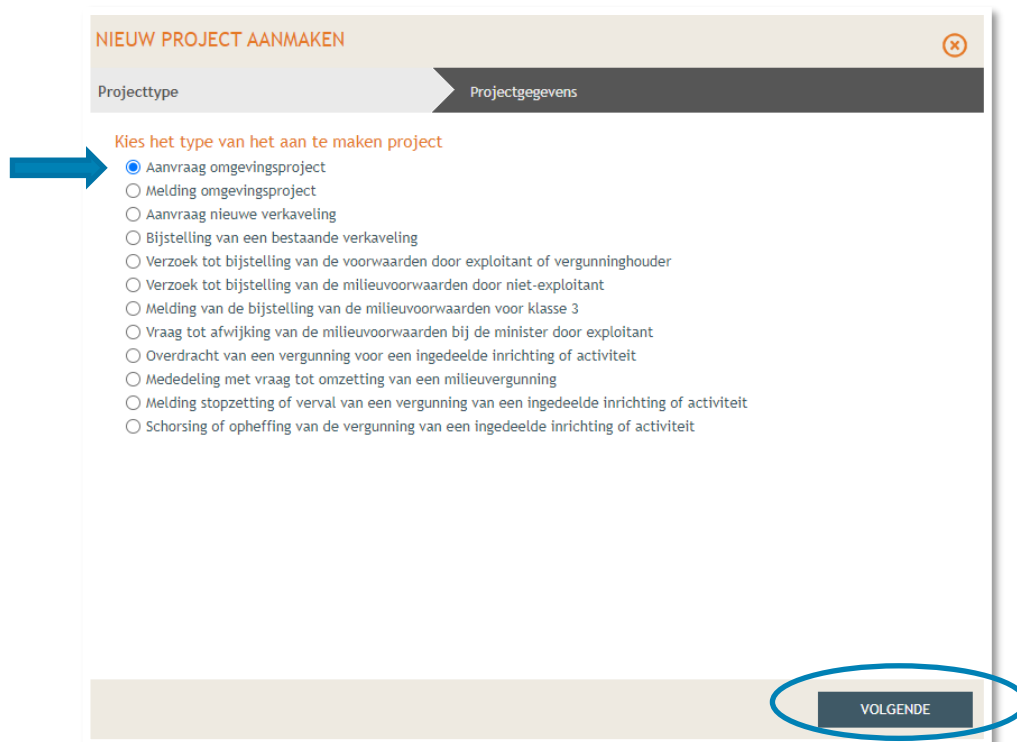 NIEUW PROJECT AANMAKEN
Projecttype
Projectgegevens
Kies het type van het aan te maken project
Aanvraag omgevingsproject
Melding omgevingsproject
Aanvraag nieuwe verkaveling
Bijstelling van een bestaande verkaveling
Verzoek tot bijstelling van de voorwaarden door exploitant of vergunninghouder
Verzoek tot bijstelling van de milieuvoorwaarden door niet-exploitant
Melding van de bijstelling van de milieuvoorwaarden voor klasse 3
Vraag tot afwijking van de milieuvoorwaarden bij de minister door exploitant
Overdracht van een vergunning voor een ingedeelde inrichting of activiteit
Mededeling met vraag tot omzetting van een milieuvergunning
Melding stopzetting of verval van een vergunning van een ingedeelde inrichting of activiteit
Schorsing of opheffing van de vergunning van een ingedeelde inrichting of activiteit
VOLGENDE